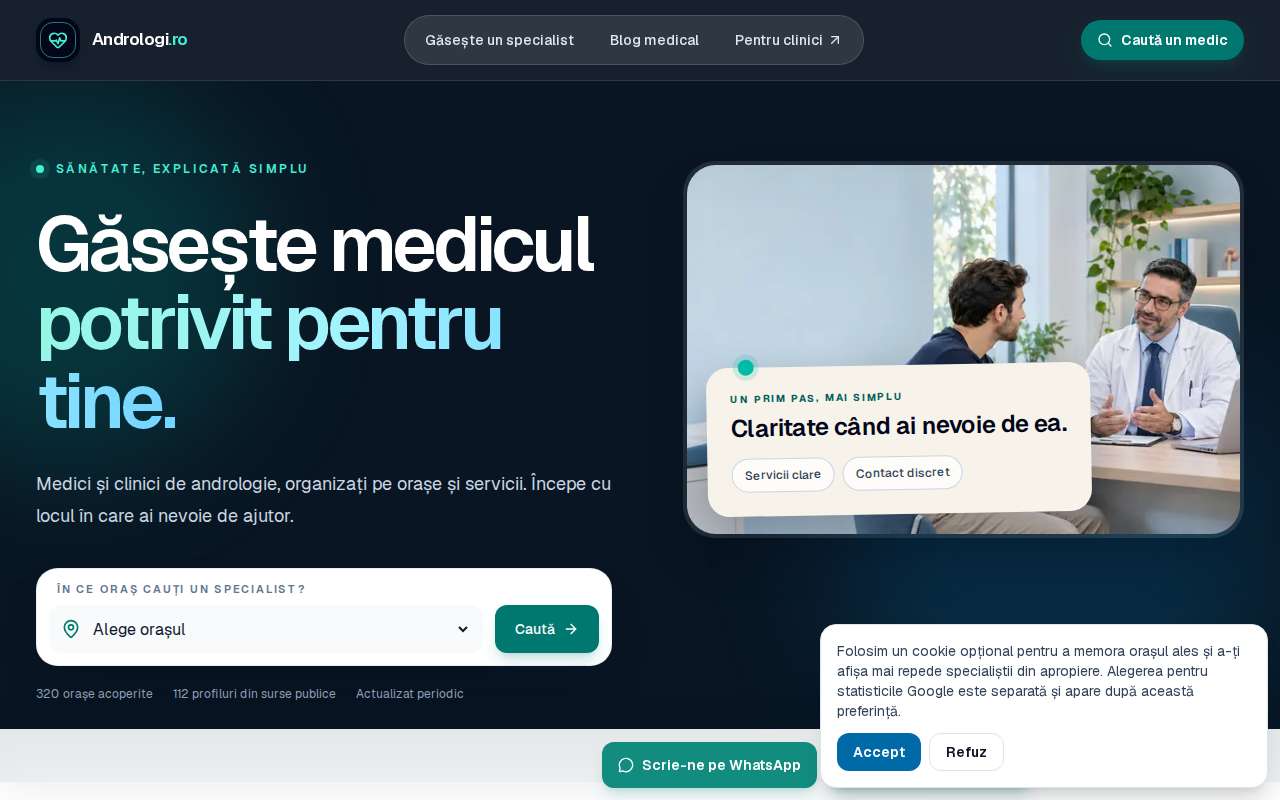 Andrologi.ro
Găsește un specialist
Blog medical
Pentru clinici
Caută un medic
SĂNĂTATE, EXPLICATĂ SIMPLU
Găsește medicul
potrivit pentru
tine.
Medici și clinici de andrologie, organizați pe orașe și servicii. Începe cu
locul în care ai nevoie de ajutor.
ÎN CE ORAȘ CAUȚI UN SPECIALIST?
Alege orașul
Caută
320 orașe acoperite
112 profiluri din surse publice
Actualizat periodic
UN PRIM PAS, MAI SIMPLU
Claritate când ai nevoie de ea.
Servicii clare
Contact discret
Folosim un cookie opțional pentru a memora orașul ales și a-ți
afișa mai repede specialiștii din apropiere. Alegerea pentru
statisticile Google este separată și apare după această
preferință.
Accept
Refuz
Scrie-ne pe WhatsApp